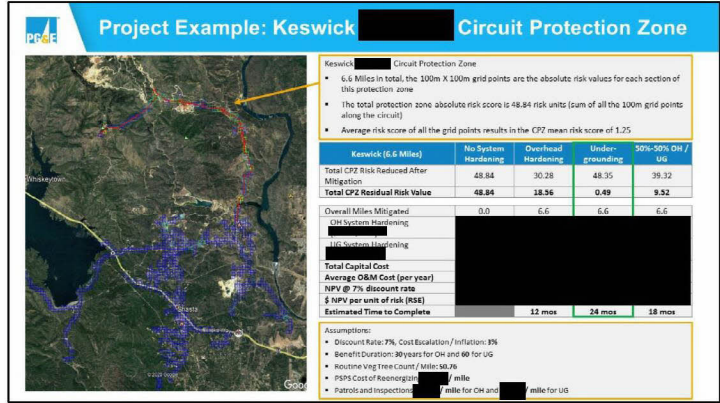 PG&E
Project Example: Keswick Circuit Protection Zone
Keswick Circuit Protection Zone
▪ 6.6 Miles in total, the 100m X 100m grid points are the absolute risk values for each section of
this protection zone
▪ The total protection zone absolute risk score is 48.84 risk units (sum of all the 100m grid points
along the circuit)
▪ Average risk score of all the grid points results in the CPZ mean risk score of 1.25
Keswick (6.6 Miles) No System Hardening Overhead Hardening Under-grounding 50%-50% OH / UG
Total CPZ Risk Reduced After Mitigation 48.84 30.28 48.35 39.32
Total CPZ Residual Risk Value 48.84 18.56 0.49 9.52
Overall Miles Mitigated 0.0 6.6 6.6 6.6
OH System Hardening
UG System Hardening
Total Capital Cost
Average O&M Cost (per year)
NPV @ 7% discount rate
$ NPV per unit of risk (RSE)
Estimated Time to Complete 12 mos 24 mos 18 mos
Assumptions:
▪ Discount Rate: 7%, Cost Escalation / Inflation: 3%
▪ Benefit Duration: 30 years for OH and 60 for UG
▪ Routine Veg Tree Count / Mile: 50.76
▪ PSPS Cost of Reenergizing / mile
▪ Patrols and Inspections / mile for OH and / mile for UG
Whiskeytown
Shasta
© 2020 Google
Goo